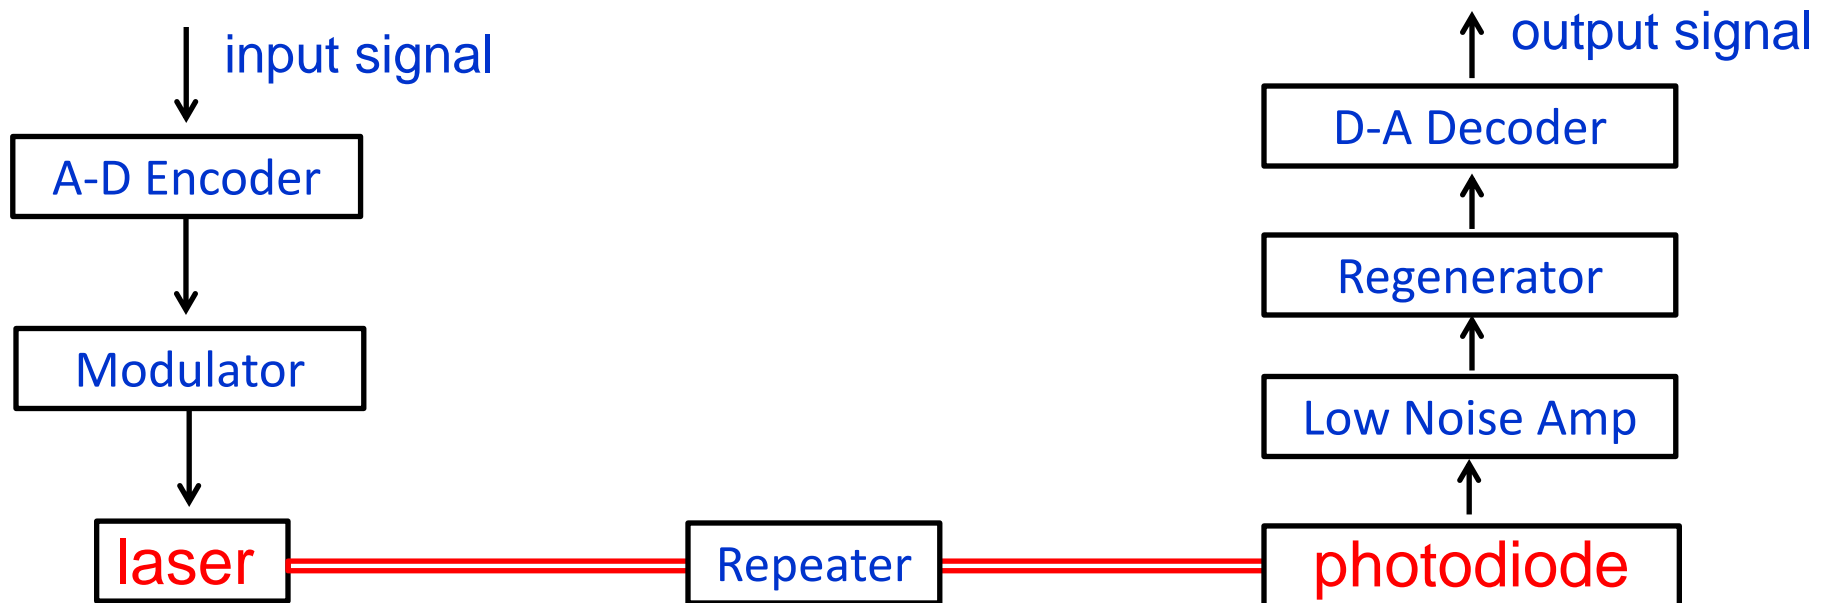 input signal
A-D Encoder
Modulator
laser
Repeater
photodiode
Low Noise Amp
Regenerator
D-A Decoder
output signal